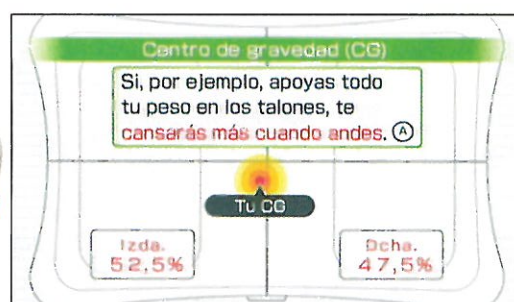 Centro de gravedad (CG)
Si, por ejemplo, apoyas todo
tu peso en los talones, te
cansarás más cuando andes. Ⓐ
Tu CG
Izda.
52,5%
Dcha.
47,5%